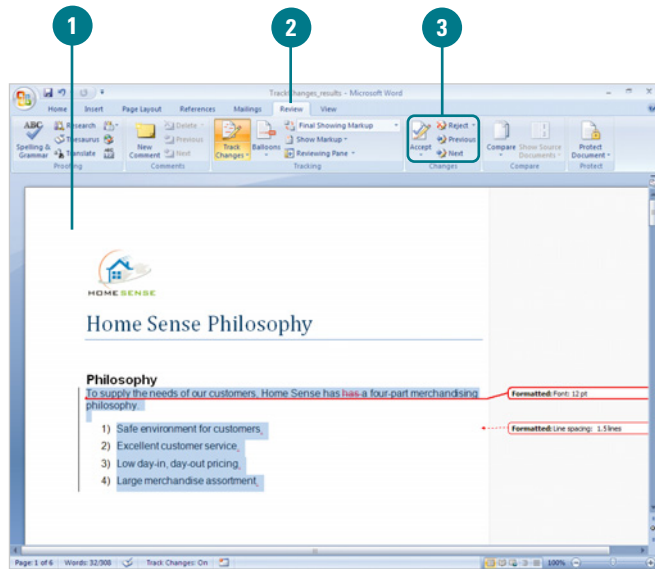 1
2
3
TrackChanges_results - Microsoft Word
Home Insert Page Layout References Mailings Review View
ABC Research Delete Final Showing Markup Reject
Spelling & Grammar Thesaurus New Comment Previous Track Changes Balloons Show Markup Accept Previous Compare Show Source Documents Protect Document
Translate Next Reviewing Pane Next
Proofing Comments Tracking Changes Compare Protect
HOME SENSE
Home Sense Philosophy
Philosophy
To supply the needs of our customers, Home Sense has has a four-part merchandising
philosophy.
Formatted: Font: 12 pt
1) Safe environment for customers.
Formatted: Line spacing: 1.5 lines
2) Excellent customer service.
3) Low day-in, day-out pricing.
4) Large merchandise assortment.
Page: 1 of 6 Words: 32/308 Track Changes: On 100%